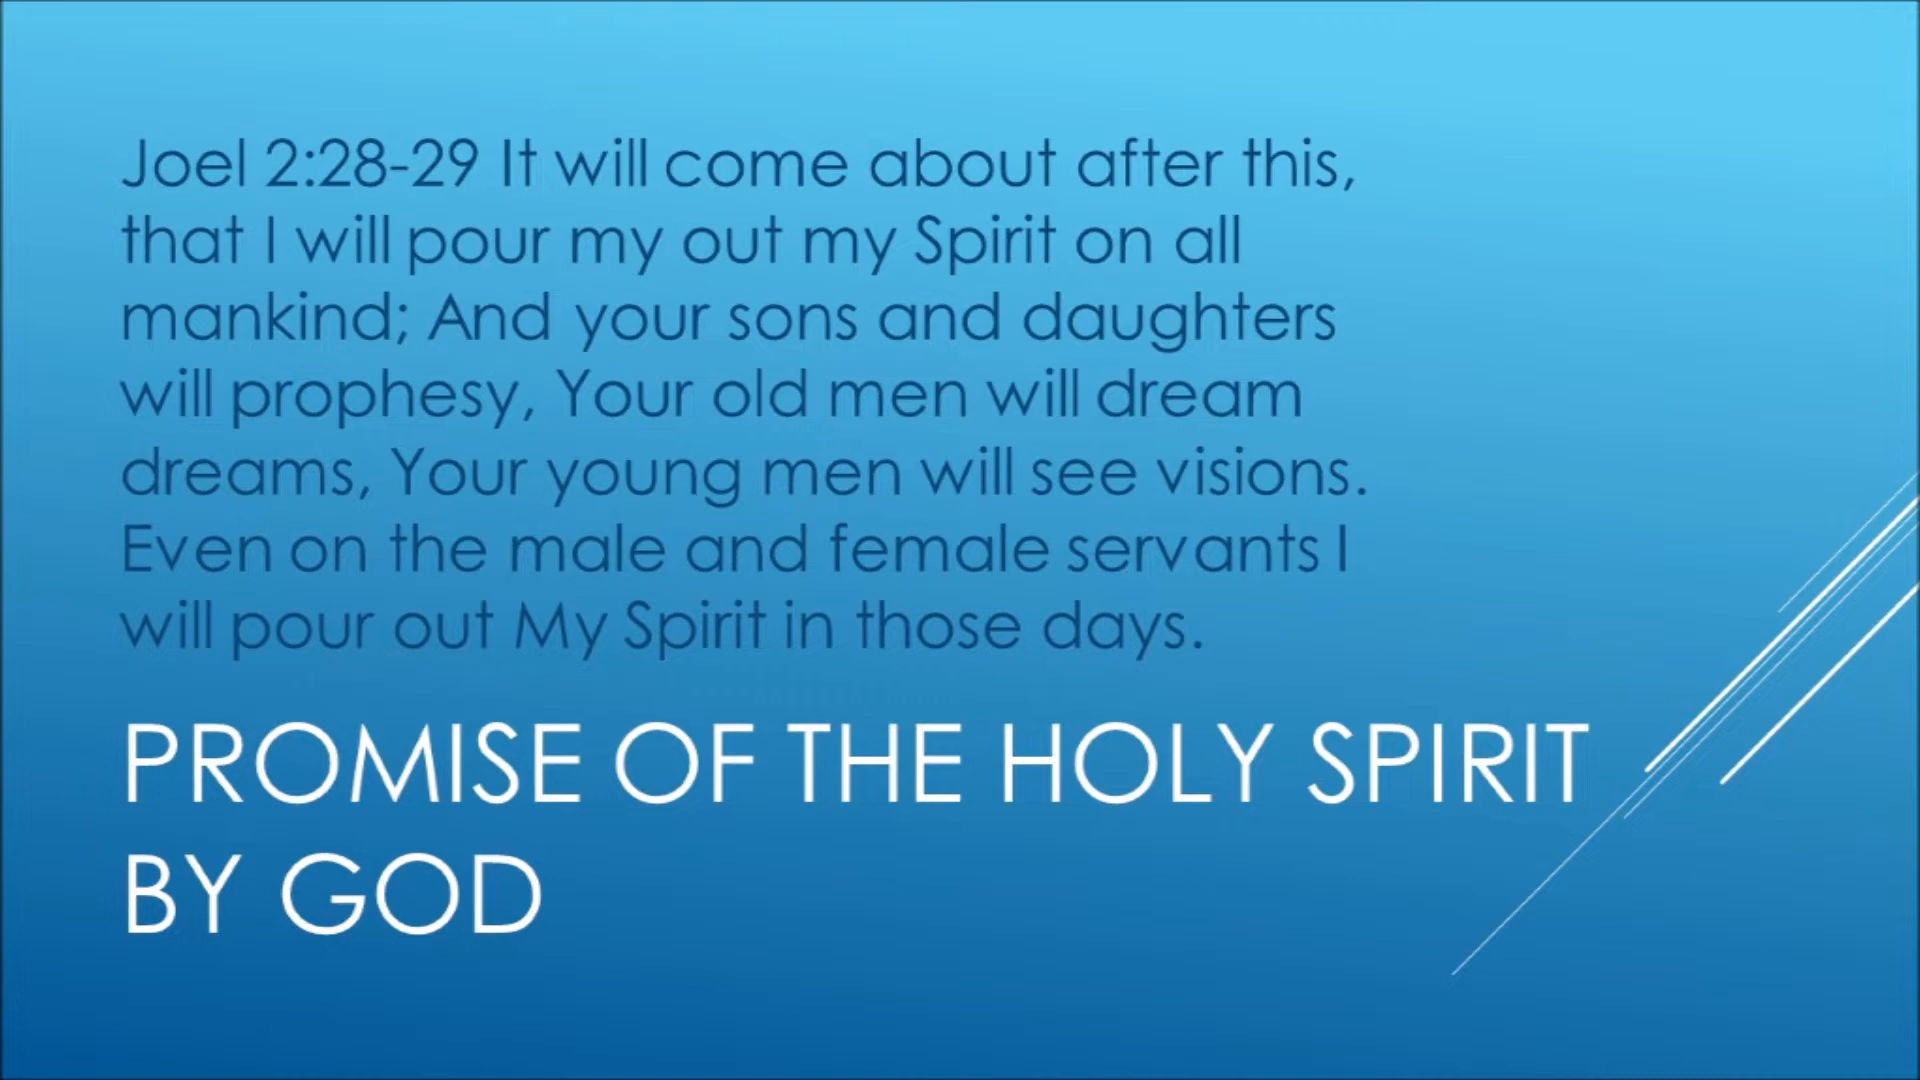 Joel 2:28-29 It will come about after this,
that I will pour my out my Spirit on all
mankind; And your sons and daughters
will prophesy, Your old men will dream
dreams, Your young men will see visions.
Even on the male and female servants I
will pour out My Spirit in those days.
PROMISE OF THE HOLY SPIRIT
BY GOD